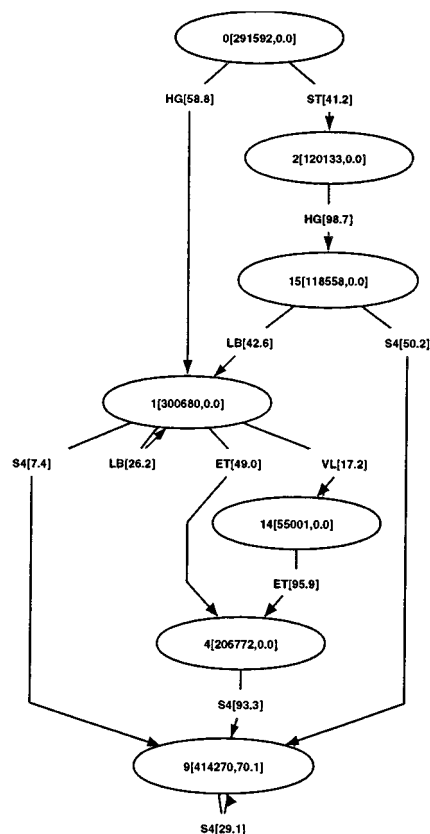 0[291592,0.0]
HG[58.8]
ST[41.2]
2[120133,0.0]
HG[98.7]
15[118558,0.0]
LB[42.6]
S4[50.2]
1[300680,0.0]
S4[7.4]
LB[26.2]
ET[49.0]
VL[17.2]
14[55001,0.0]
ET[95.9]
4[206772,0.0]
S4[93.3]
9[414270,70.1]
S4[29.1]